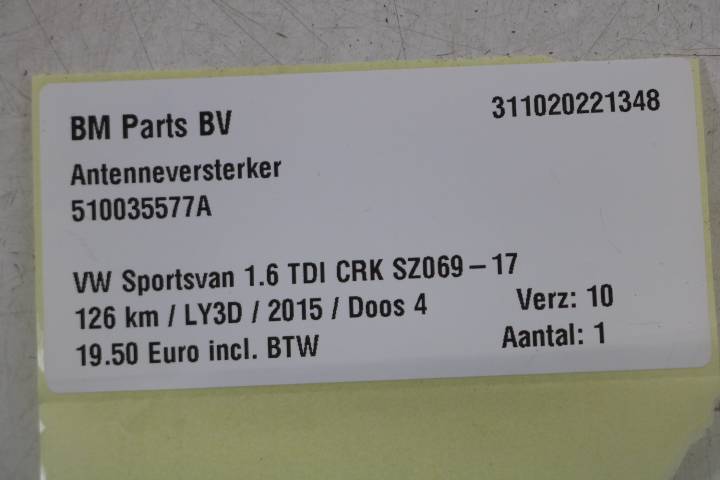 BM Parts BV 311020221348
Antenneversterker
510035577A
VW Sportsvan 1.6 TDI CRK SZ069-17
126 km / LY3D / 2015 / Doos 4 Verz: 10
19.50 Euro incl. BTW Aantal: 1